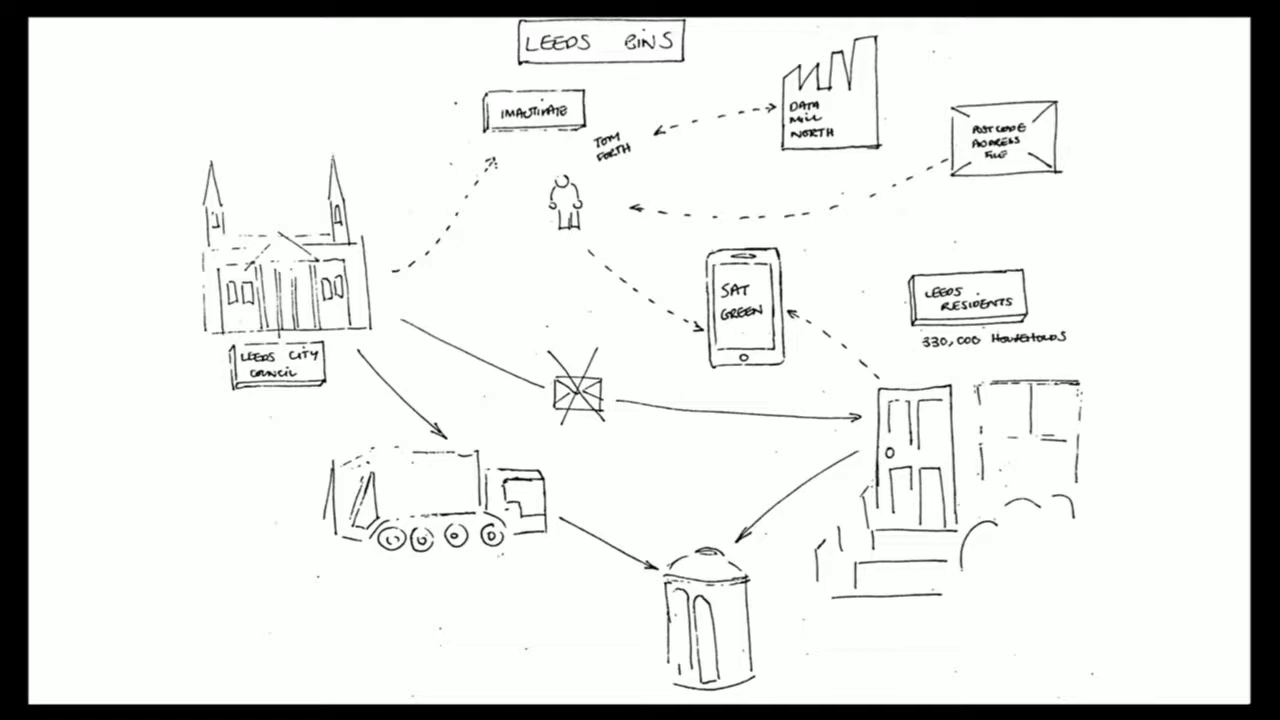 LEEDS BINS
IMACTIVATE
TOM
FORTH
DATA
MILL
NORTH
POSTCODE
ADDRESS
FILE
SAT
GREEN
LEEDS
RESIDENTS
330,000 HOUSEHOLDS
LEEDS CITY
COUNCIL